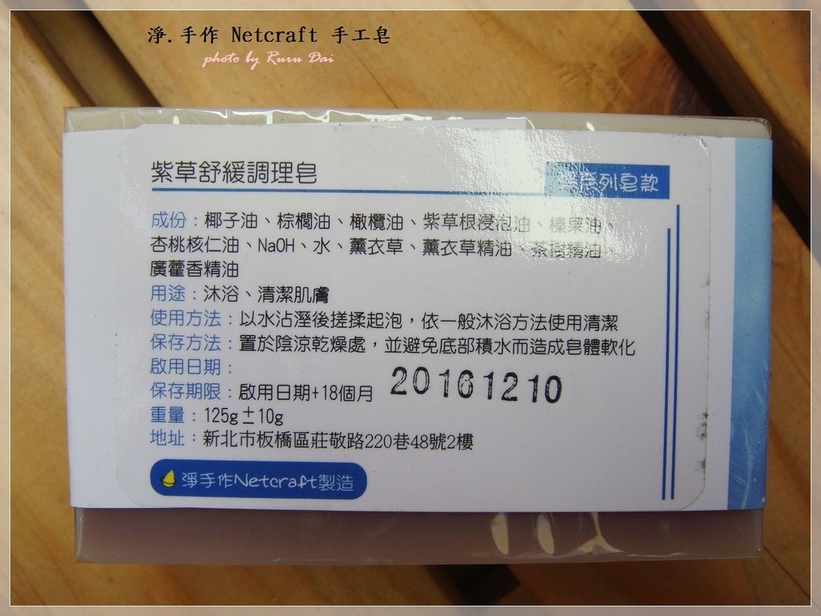 淨.手作 Netcraft 手工皂
photo by Ruru Dai
紫草舒緩調理皂
系列皂款
成份：椰子油、棕櫚油、橄欖油、紫草根浸泡油、榛果油、
杏桃核仁油、NaOH、水、薰衣草、薰衣草精油、茶樹精油、
廣藿香精油
用途：沐浴、清潔肌膚
使用方法：以水沾溼後搓揉起泡，依一般沐浴方法使用清潔
保存方法：置於陰涼乾燥處，並避免底部積水而造成皂體軟化
啟用日期：
保存期限：啟用日期+18個月 20161210
重量：125g±10g
地址：新北市板橋區莊敬路220巷48號2樓
淨手作Netcraft製造